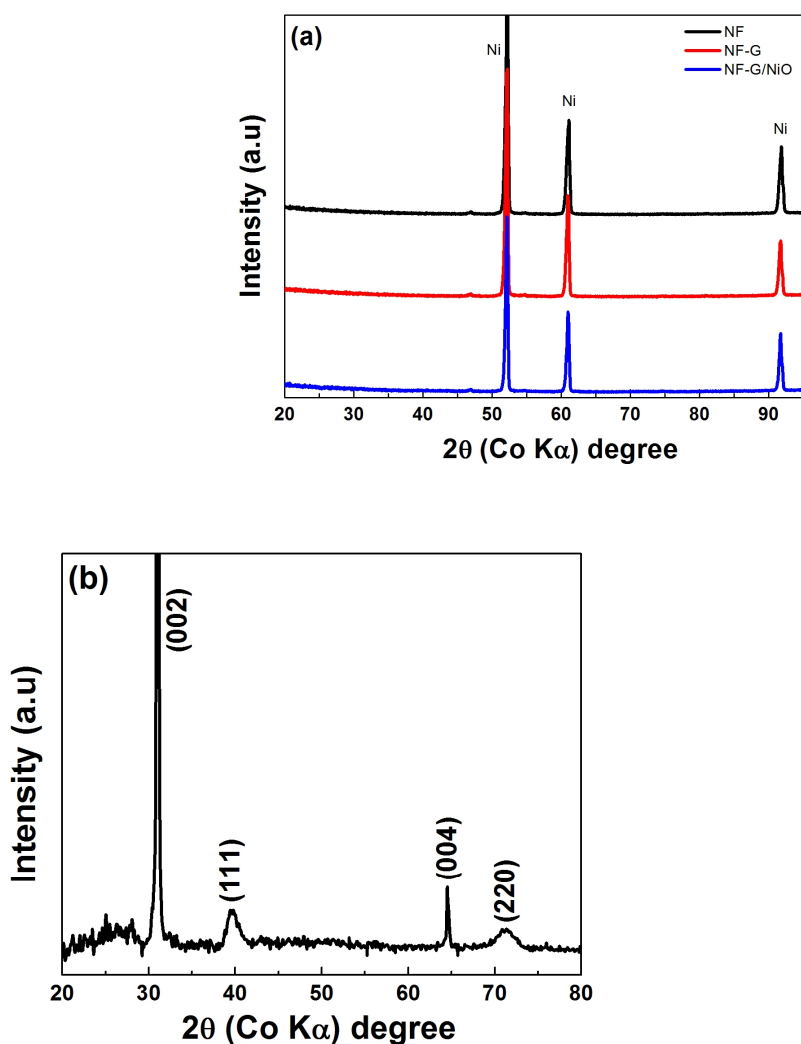 (a)
NF
NF-G
NF-G/NiO
Ni
Ni
Ni
Intensity (a.u)
20 30 40 50 60 70 80 90
2θ (Co Kα) degree
(b)
(002)
(111)
(004)
(220)
Intensity (a.u)
20 30 40 50 60 70 80
2θ (Co Kα) degree